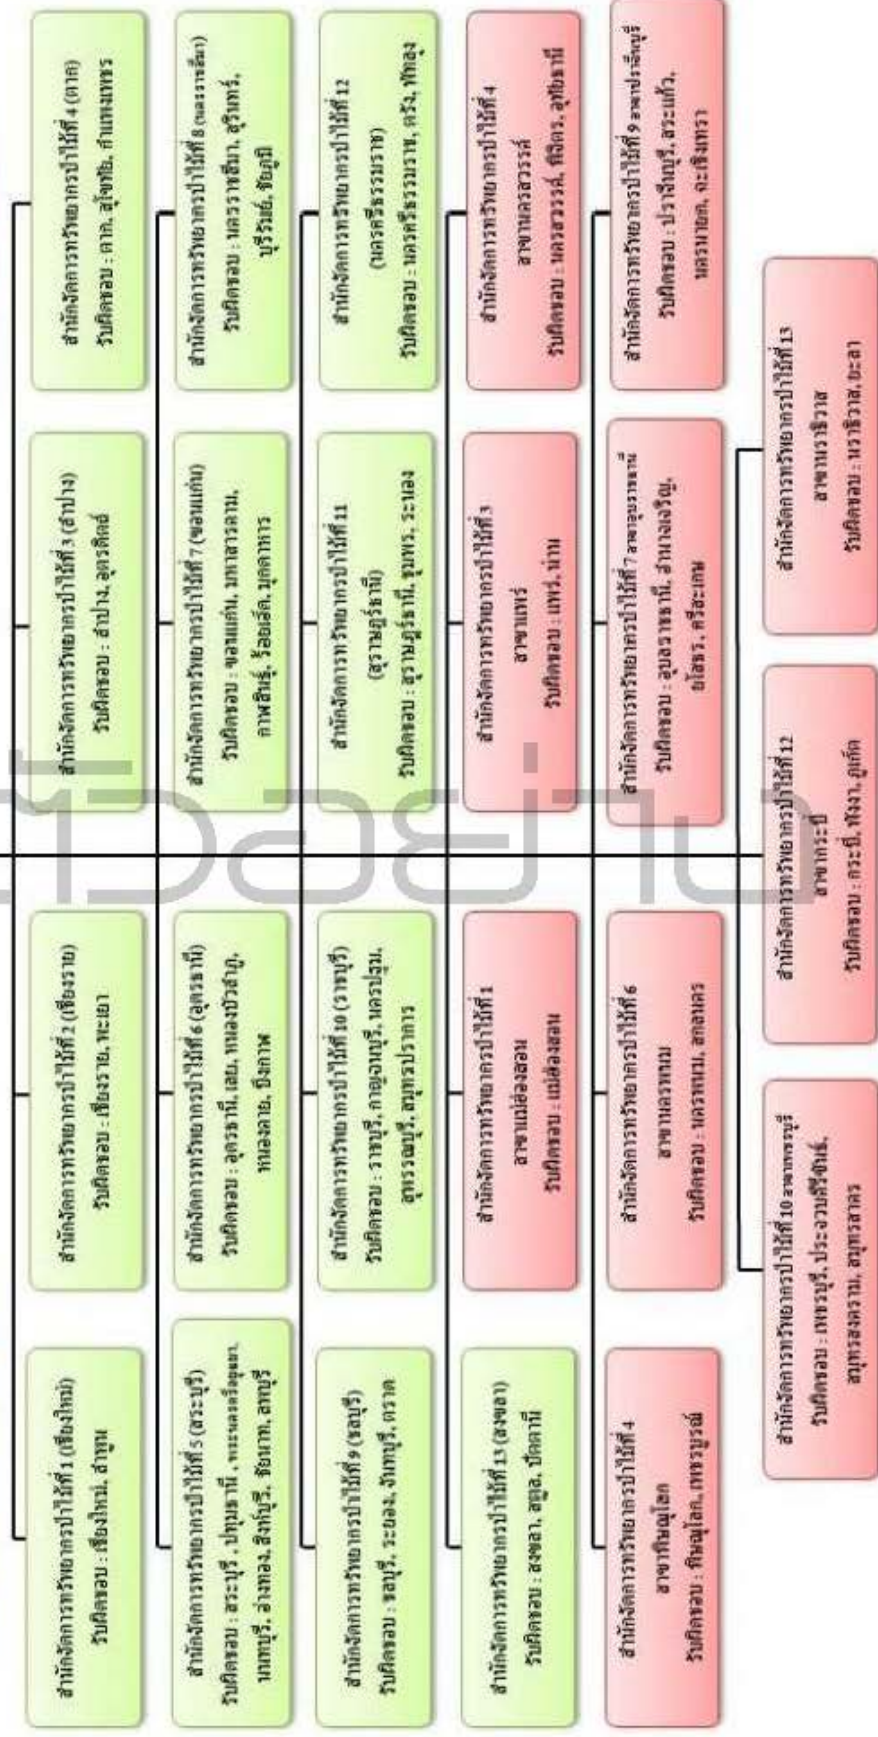 สำนักจัดการทรัพยากรป่าไม้ที่ 1 (เชียงใหม่)
รับผิดชอบ : เชียงใหม่, ลำพูน
สำนักจัดการทรัพยากรป่าไม้ที่ 2 (เชียงราย)
รับผิดชอบ : เชียงราย, พะเยา
สำนักจัดการทรัพยากรป่าไม้ที่ 3 (ลำปาง)
รับผิดชอบ : ลำปาง, อุตรดิตถ์
สำนักจัดการทรัพยากรป่าไม้ที่ 4 (ตาก)
รับผิดชอบ : ตาก, สุโขทัย, กำแพงเพชร
สำนักจัดการทรัพยากรป่าไม้ที่ 5 (สระบุรี)
รับผิดชอบ : สระบุรี , ปทุมธานี , พระนครศรีอยุธยา,
นนทบุรี, อ่างทอง, สิงห์บุรี, ชัยนาท, ลพบุรี
สำนักจัดการทรัพยากรป่าไม้ที่ 6 (อุดรธานี)
รับผิดชอบ : อุดรธานี, เลย, หนองบัวลำภู,
หนองคาย, บึงกาฬ
สำนักจัดการทรัพยากรป่าไม้ที่ 7 (ขอนแก่น)
รับผิดชอบ : ขอนแก่น, มหาสารคาม,
กาฬสินธุ์, ร้อยเอ็ด, มุกดาหาร
สำนักจัดการทรัพยากรป่าไม้ที่ 8 (นครราชสีมา)
รับผิดชอบ : นครราชสีมา, สุรินทร์,
บุรีรัมย์, ชัยภูมิ
สำนักจัดการทรัพยากรป่าไม้ที่ 9 (ชลบุรี)
รับผิดชอบ : ชลบุรี, ระยอง, จันทบุรี, ตราด
สำนักจัดการทรัพยากรป่าไม้ที่ 10 (ราชบุรี)
รับผิดชอบ : ราชบุรี, กาญจนบุรี, นครปฐม,
สุพรรณบุรี, สมุทรปราการ
สำนักจัดการทรัพยากรป่าไม้ที่ 11
(สุราษฎร์ธานี)
รับผิดชอบ : สุราษฎร์ธานี, ชุมพร, ระนอง
สำนักจัดการทรัพยากรป่าไม้ที่ 12
(นครศรีธรรมราช)
รับผิดชอบ : นครศรีธรรมราช, ตรัง, พัทลุง
สำนักจัดการทรัพยากรป่าไม้ที่ 13 (สงขลา)
รับผิดชอบ : สงขลา, สตูล, ปัตตานี
สำนักจัดการทรัพยากรป่าไม้ที่ 1
สาขาแม่ฮ่องสอน
รับผิดชอบ : แม่ฮ่องสอน
สำนักจัดการทรัพยากรป่าไม้ที่ 3
สาขาแพร่
รับผิดชอบ : แพร่, น่าน
สำนักจัดการทรัพยากรป่าไม้ที่ 4
สาขานครสวรรค์
รับผิดชอบ : นครสวรรค์, พิจิตร, อุทัยธานี
สำนักจัดการทรัพยากรป่าไม้ที่ 4
สาขาพิษณุโลก
รับผิดชอบ : พิษณุโลก, เพชรบูรณ์
สำนักจัดการทรัพยากรป่าไม้ที่ 6
สาขานครพนม
รับผิดชอบ : นครพนม, สกลนคร
สำนักจัดการทรัพยากรป่าไม้ที่ 7 สาขาอุบลราชธานี
รับผิดชอบ : อุบลราชธานี, อำนาจเจริญ,
ยโสธร, ศรีสะเกษ
สำนักจัดการทรัพยากรป่าไม้ที่ 9 สาขาปราจีนบุรี
รับผิดชอบ : ปราจีนบุรี, สระแก้ว,
นครนายก, ฉะเชิงเทรา
สำนักจัดการทรัพยากรป่าไม้ที่ 10 สาขาเพชรบุรี
รับผิดชอบ : เพชรบุรี, ประจวบคีรีขันธ์,
สมุทรสงคราม, สมุทรสาคร
สำนักจัดการทรัพยากรป่าไม้ที่ 12
สาขากระบี่
รับผิดชอบ : กระบี่, พังงา, ภูเก็ต
สำนักจัดการทรัพยากรป่าไม้ที่ 13
สาขานราธิวาส
รับผิดชอบ : นราธิวาส, ยะลา
ตัวอย่าง